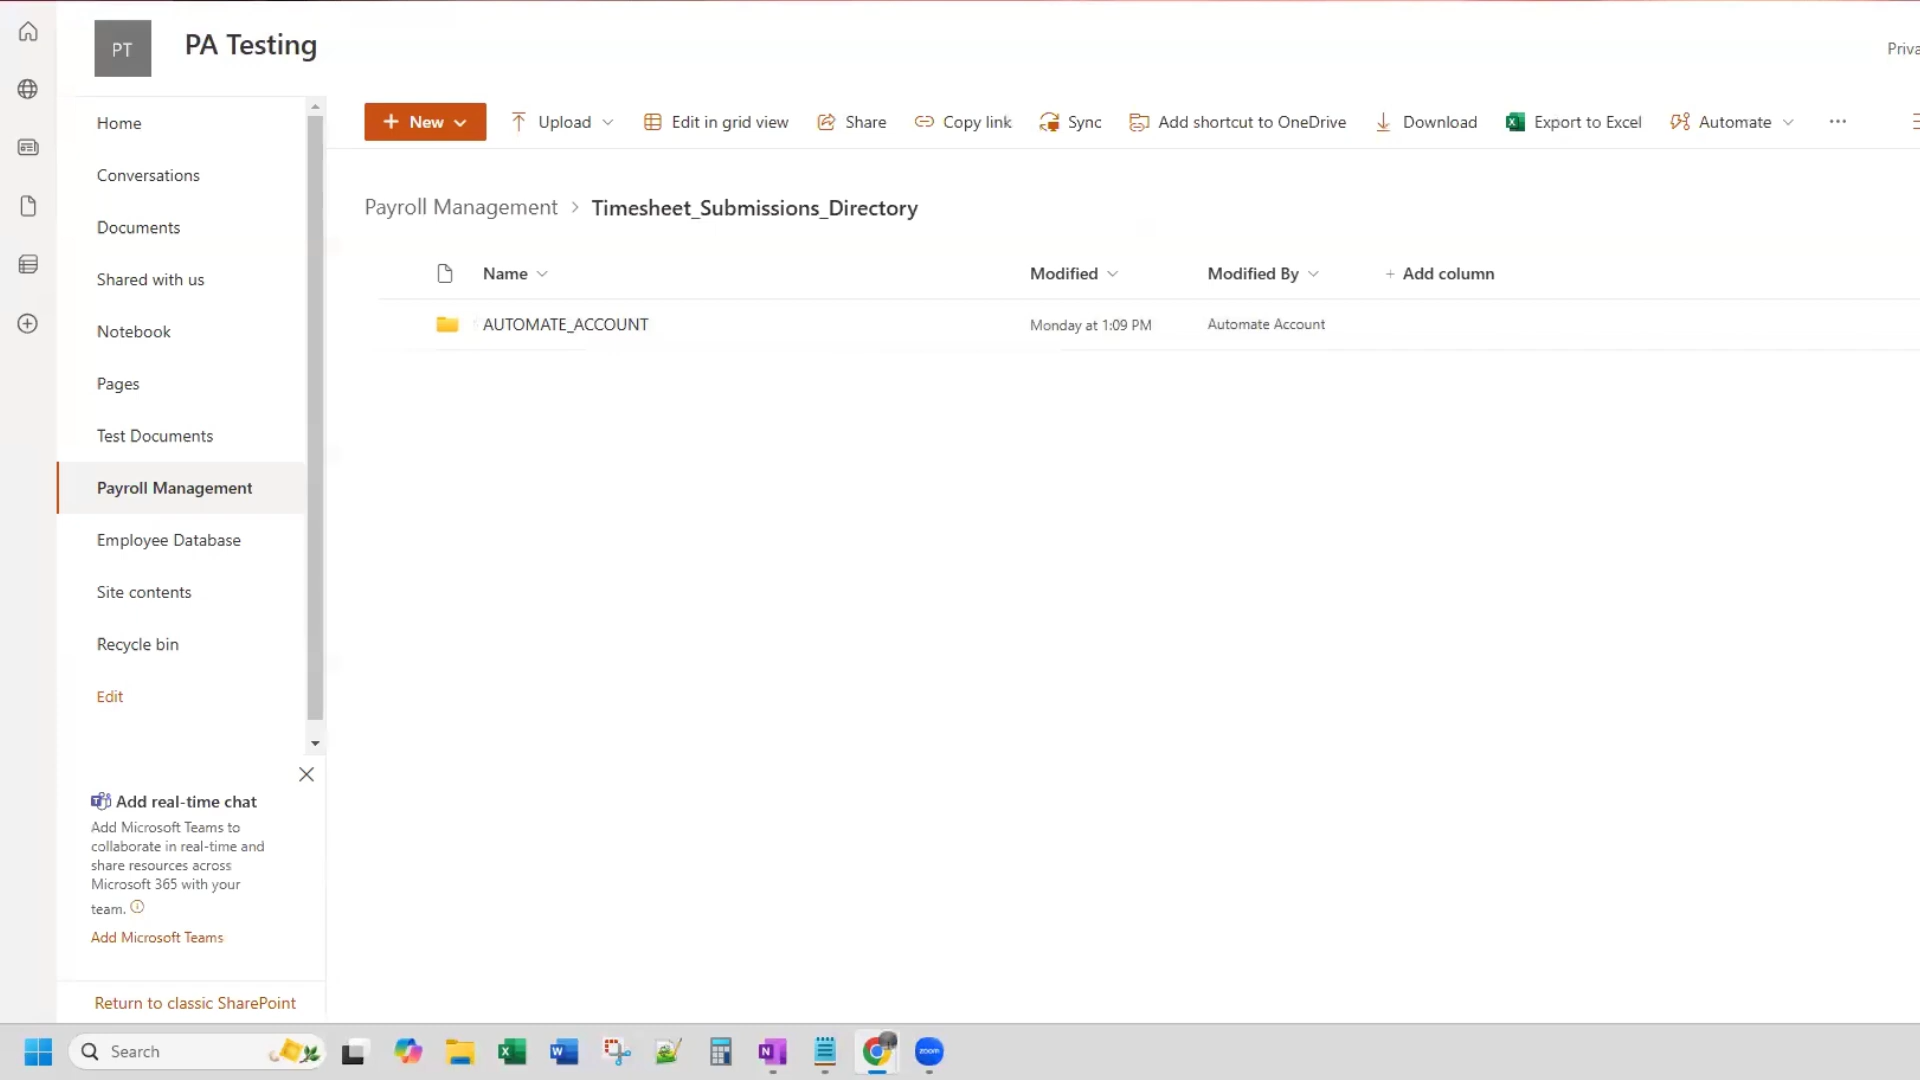 PT
PA Testing
Priva
Home
Conversations
Documents
Shared with us
Notebook
Pages
Test Documents
Payroll Management
Employee Database
Site contents
Recycle bin
Edit
+ New
Upload
Edit in grid view
Share
Copy link
Sync
Add shortcut to OneDrive
Download
Export to Excel
Automate
...
Payroll Management > Timesheet_Submissions_Directory
Name
Modified
Modified By
+ Add column
AUTOMATE_ACCOUNT
Monday at 1:09 PM
Automate Account
Add real-time chat
Add Microsoft Teams to
collaborate in real-time and
share resources across
Microsoft 365 with your
team.
Add Microsoft Teams
Return to classic SharePoint
Search
zoom